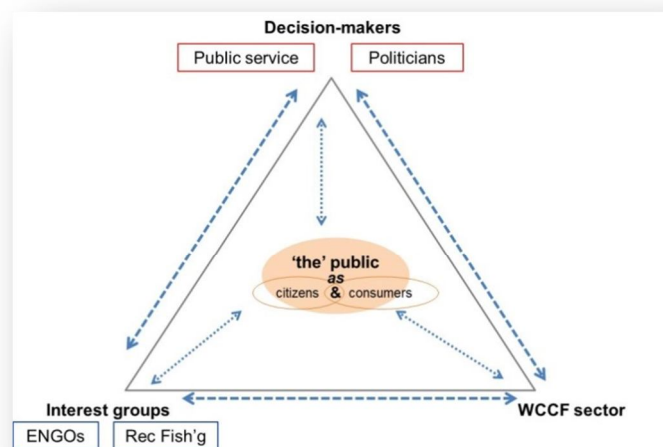 Decision-makers
Public service
Politicians
‘the’ public
as
citizens & consumers
Interest groups
WCCF sector
ENGOs
Rec Fish’g